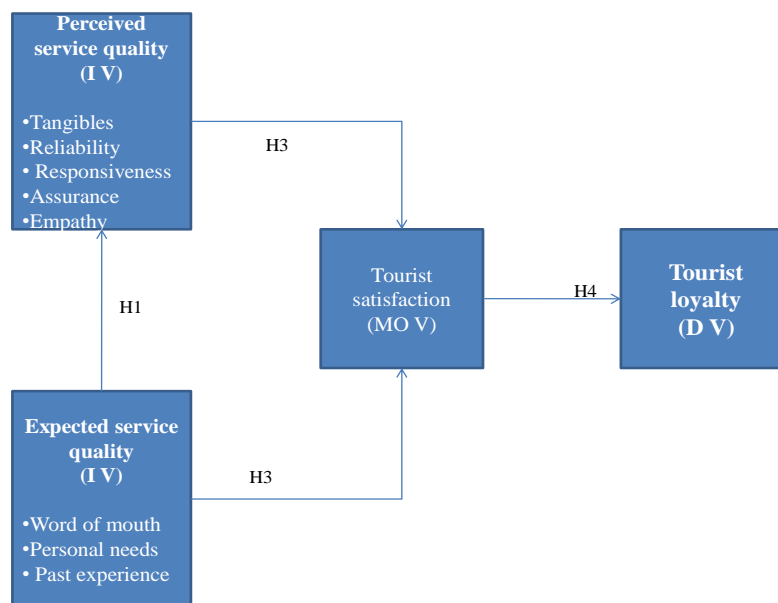 Perceived
service quality
(I V)
•Tangibles
•Reliability
• Responsiveness
•Assurance
•Empathy
H3
H1
Tourist
satisfaction
(MO V)
H4
Tourist
loyalty
(D V)
Expected service
quality
(I V)
•Word of mouth
•Personal needs
• Past experience
H3